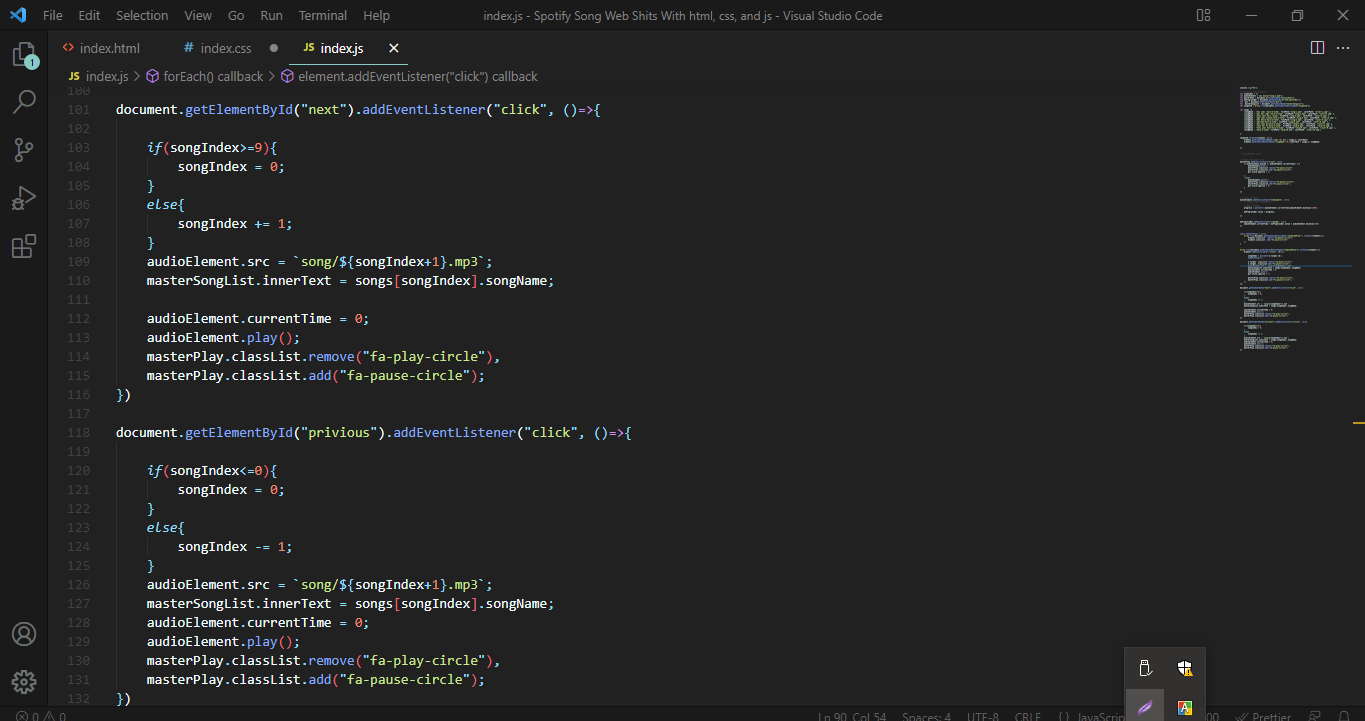 File Edit Selection View Go Run Terminal Help index.js - Spotify Song Web Shits With html, css, and js - Visual Studio Code
<> index.html # index.css ● JS index.js ✕
JS index.js > forEach() callback > element.addEventListener("click") callback
1
100
101 document.getElementById("next").addEventListener("click", ()=>{
102
103 if(songIndex>=9){
104 songIndex = 0;
105 }
106 else{
107 songIndex += 1;
108 }
109 audioElement.src = `song/${songIndex+1}.mp3`;
110 masterSongList.innerText = songs[songIndex].songName;
111
112 audioElement.currentTime = 0;
113 audioElement.play();
114 masterPlay.classList.remove("fa-play-circle"),
115 masterPlay.classList.add("fa-pause-circle");
116 })
117
118 document.getElementById("privious").addEventListener("click", ()=>{
119
120 if(songIndex<=0){
121 songIndex = 0;
122 }
123 else{
124 songIndex -= 1;
125 }
126 audioElement.src = `song/${songIndex+1}.mp3`;
127 masterSongList.innerText = songs[songIndex].songName;
128 audioElement.currentTime = 0;
129 audioElement.play();
130 masterPlay.classList.remove("fa-play-circle"),
131 masterPlay.classList.add("fa-pause-circle");
132 })
0 0 Ln 90, Col 54 Spaces: 4 UTF-8 CRLF {} JavaScrip Prettier